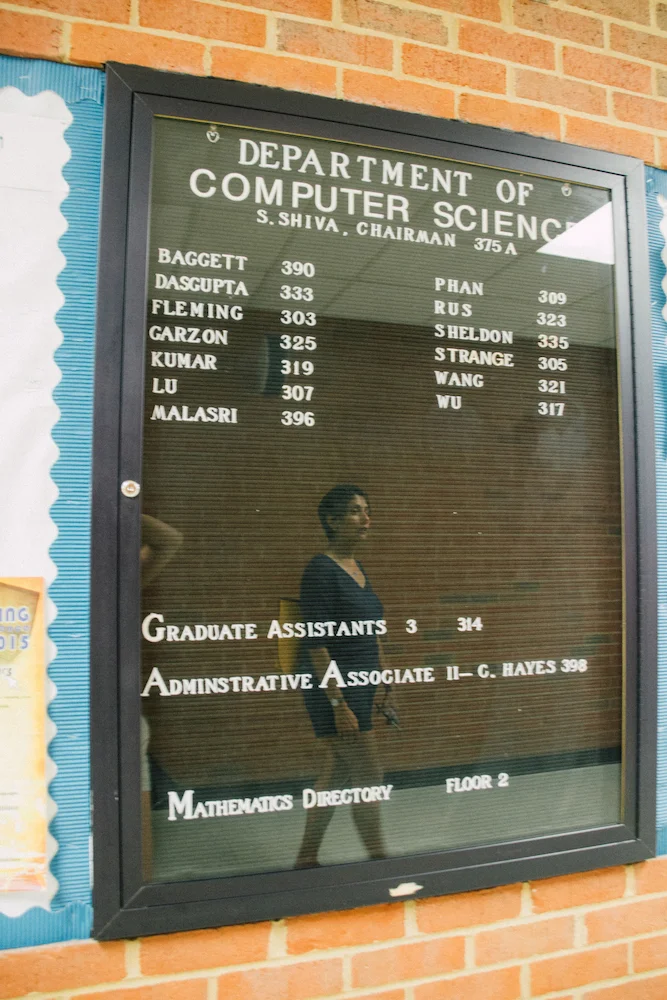 DEPARTMENT OF
COMPUTER SCIENCE
S. SHIVA, CHAIRMAN 375 A
BAGGETT 390
DASGUPTA 333
FLEMING 303
GARZON 325
KUMAR 319
LU 307
MALASRI 396
PHAN 309
RUS 323
SHELDON 335
STRANGE 305
WANG 321
WU 317
GRADUATE ASSISTANTS 3 314
ADMINSTRATIVE ASSOCIATE II- C. HAYES 398
MATHEMATICS DIRECTORY FLOOR 2